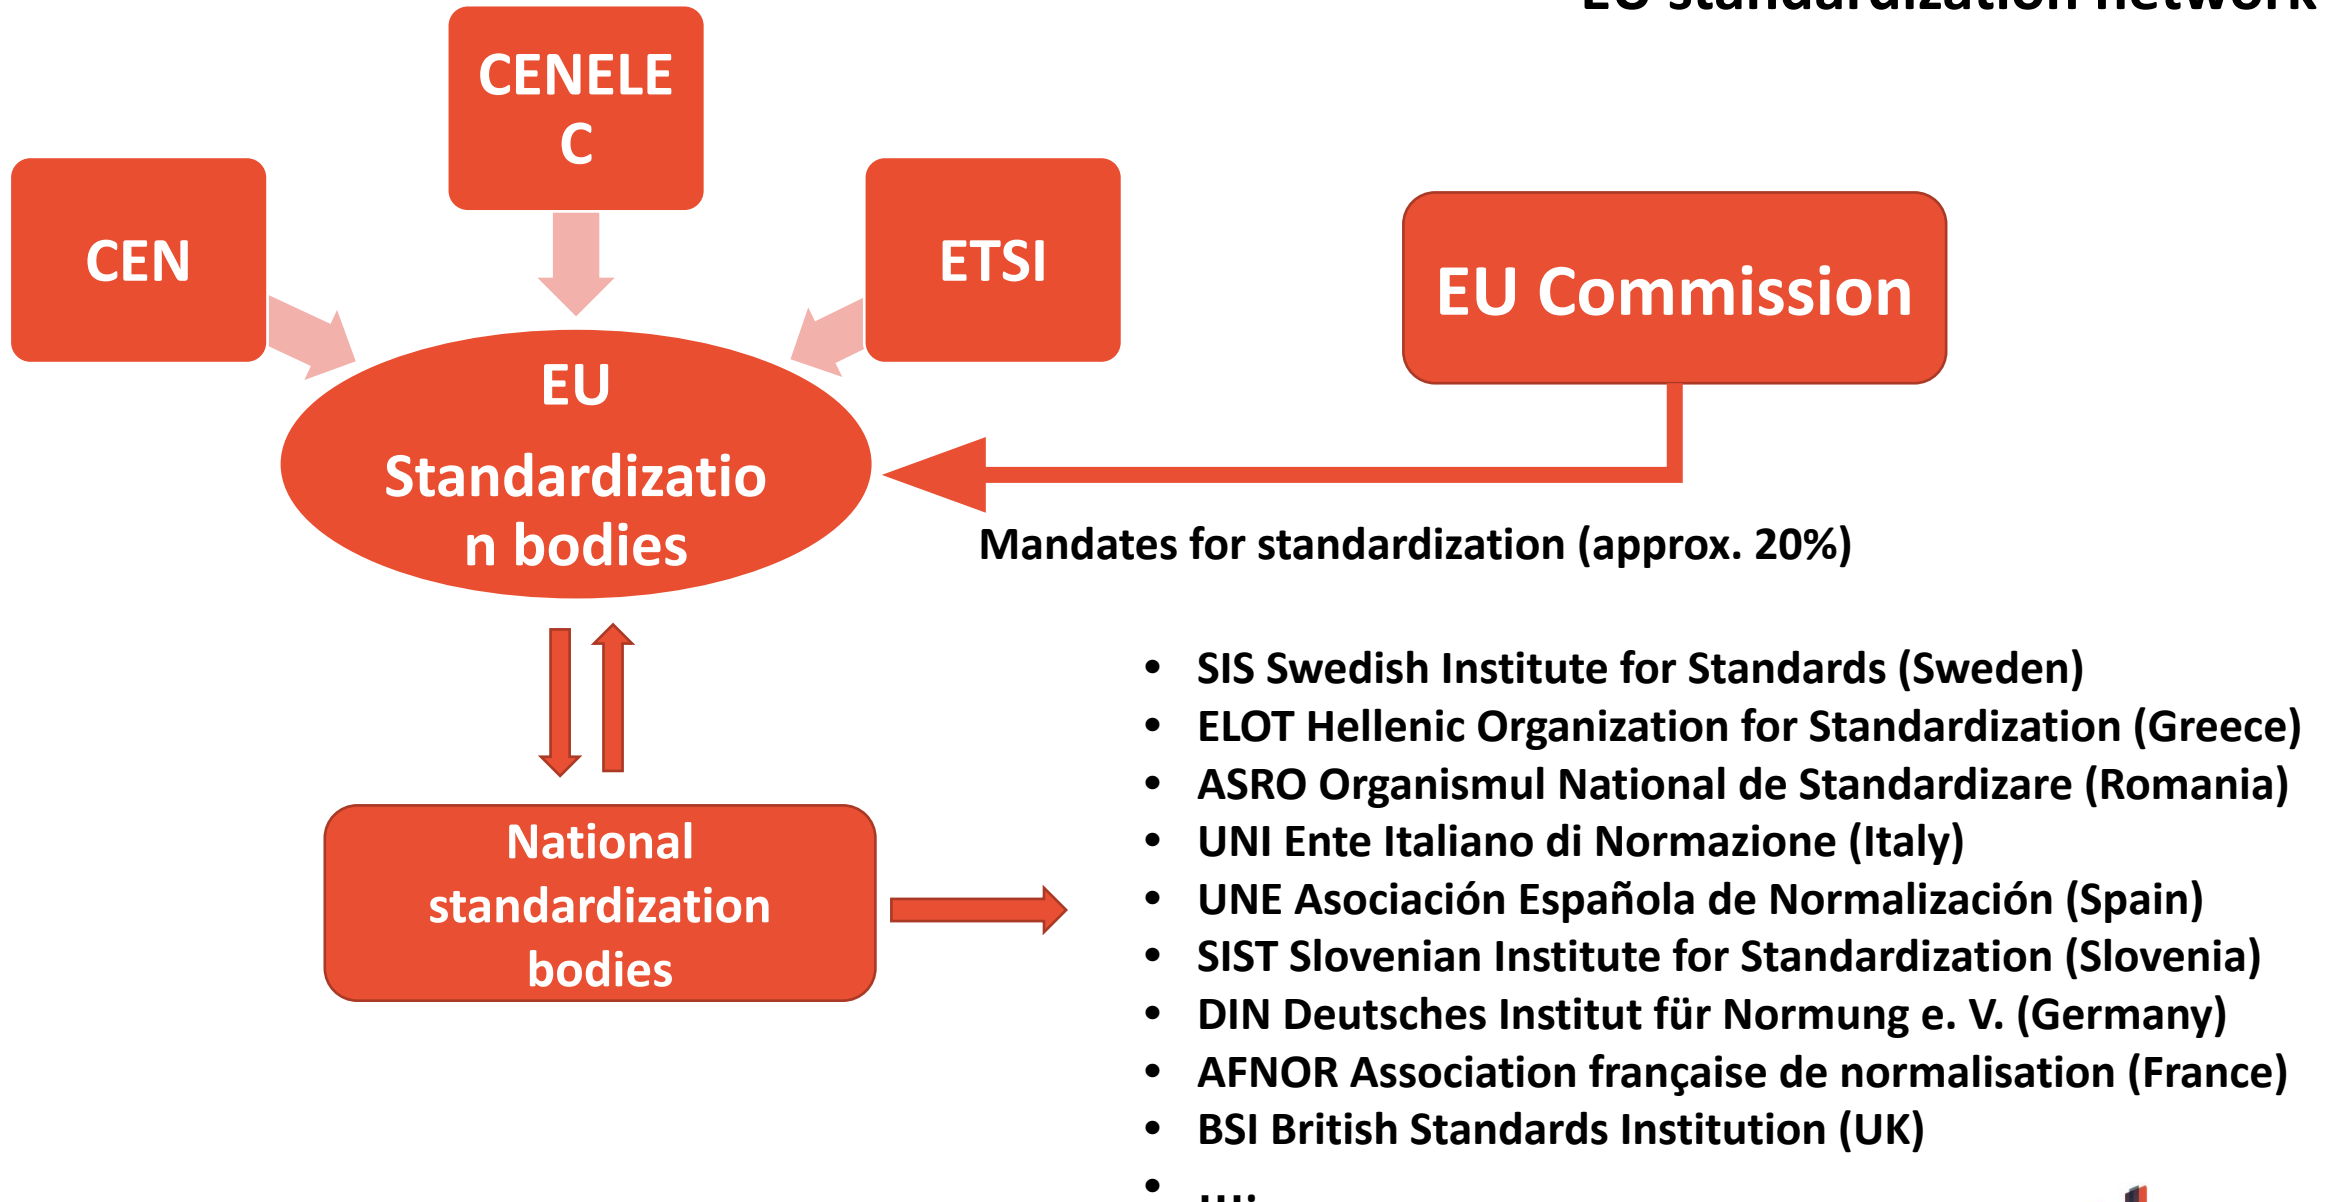 EU standardization network
CENELE
C
CEN
ETSI
EU Commission
EU
Standardizatio
n bodies
Mandates for standardization (approx. 20%)
• SIS Swedish Institute for Standards (Sweden)
• ELOT Hellenic Organization for Standardization (Greece)
• ASRO Organismul National de Standardizare (Romania)
• UNI Ente Italiano di Normazione (Italy)
• UNE Asociación Española de Normalización (Spain)
• SIST Slovenian Institute for Standardization (Slovenia)
• DIN Deutsches Institut für Normung e. V. (Germany)
• AFNOR Association française de normalisation (France)
• BSI British Standards Institution (UK)
•
National
standardization
bodies